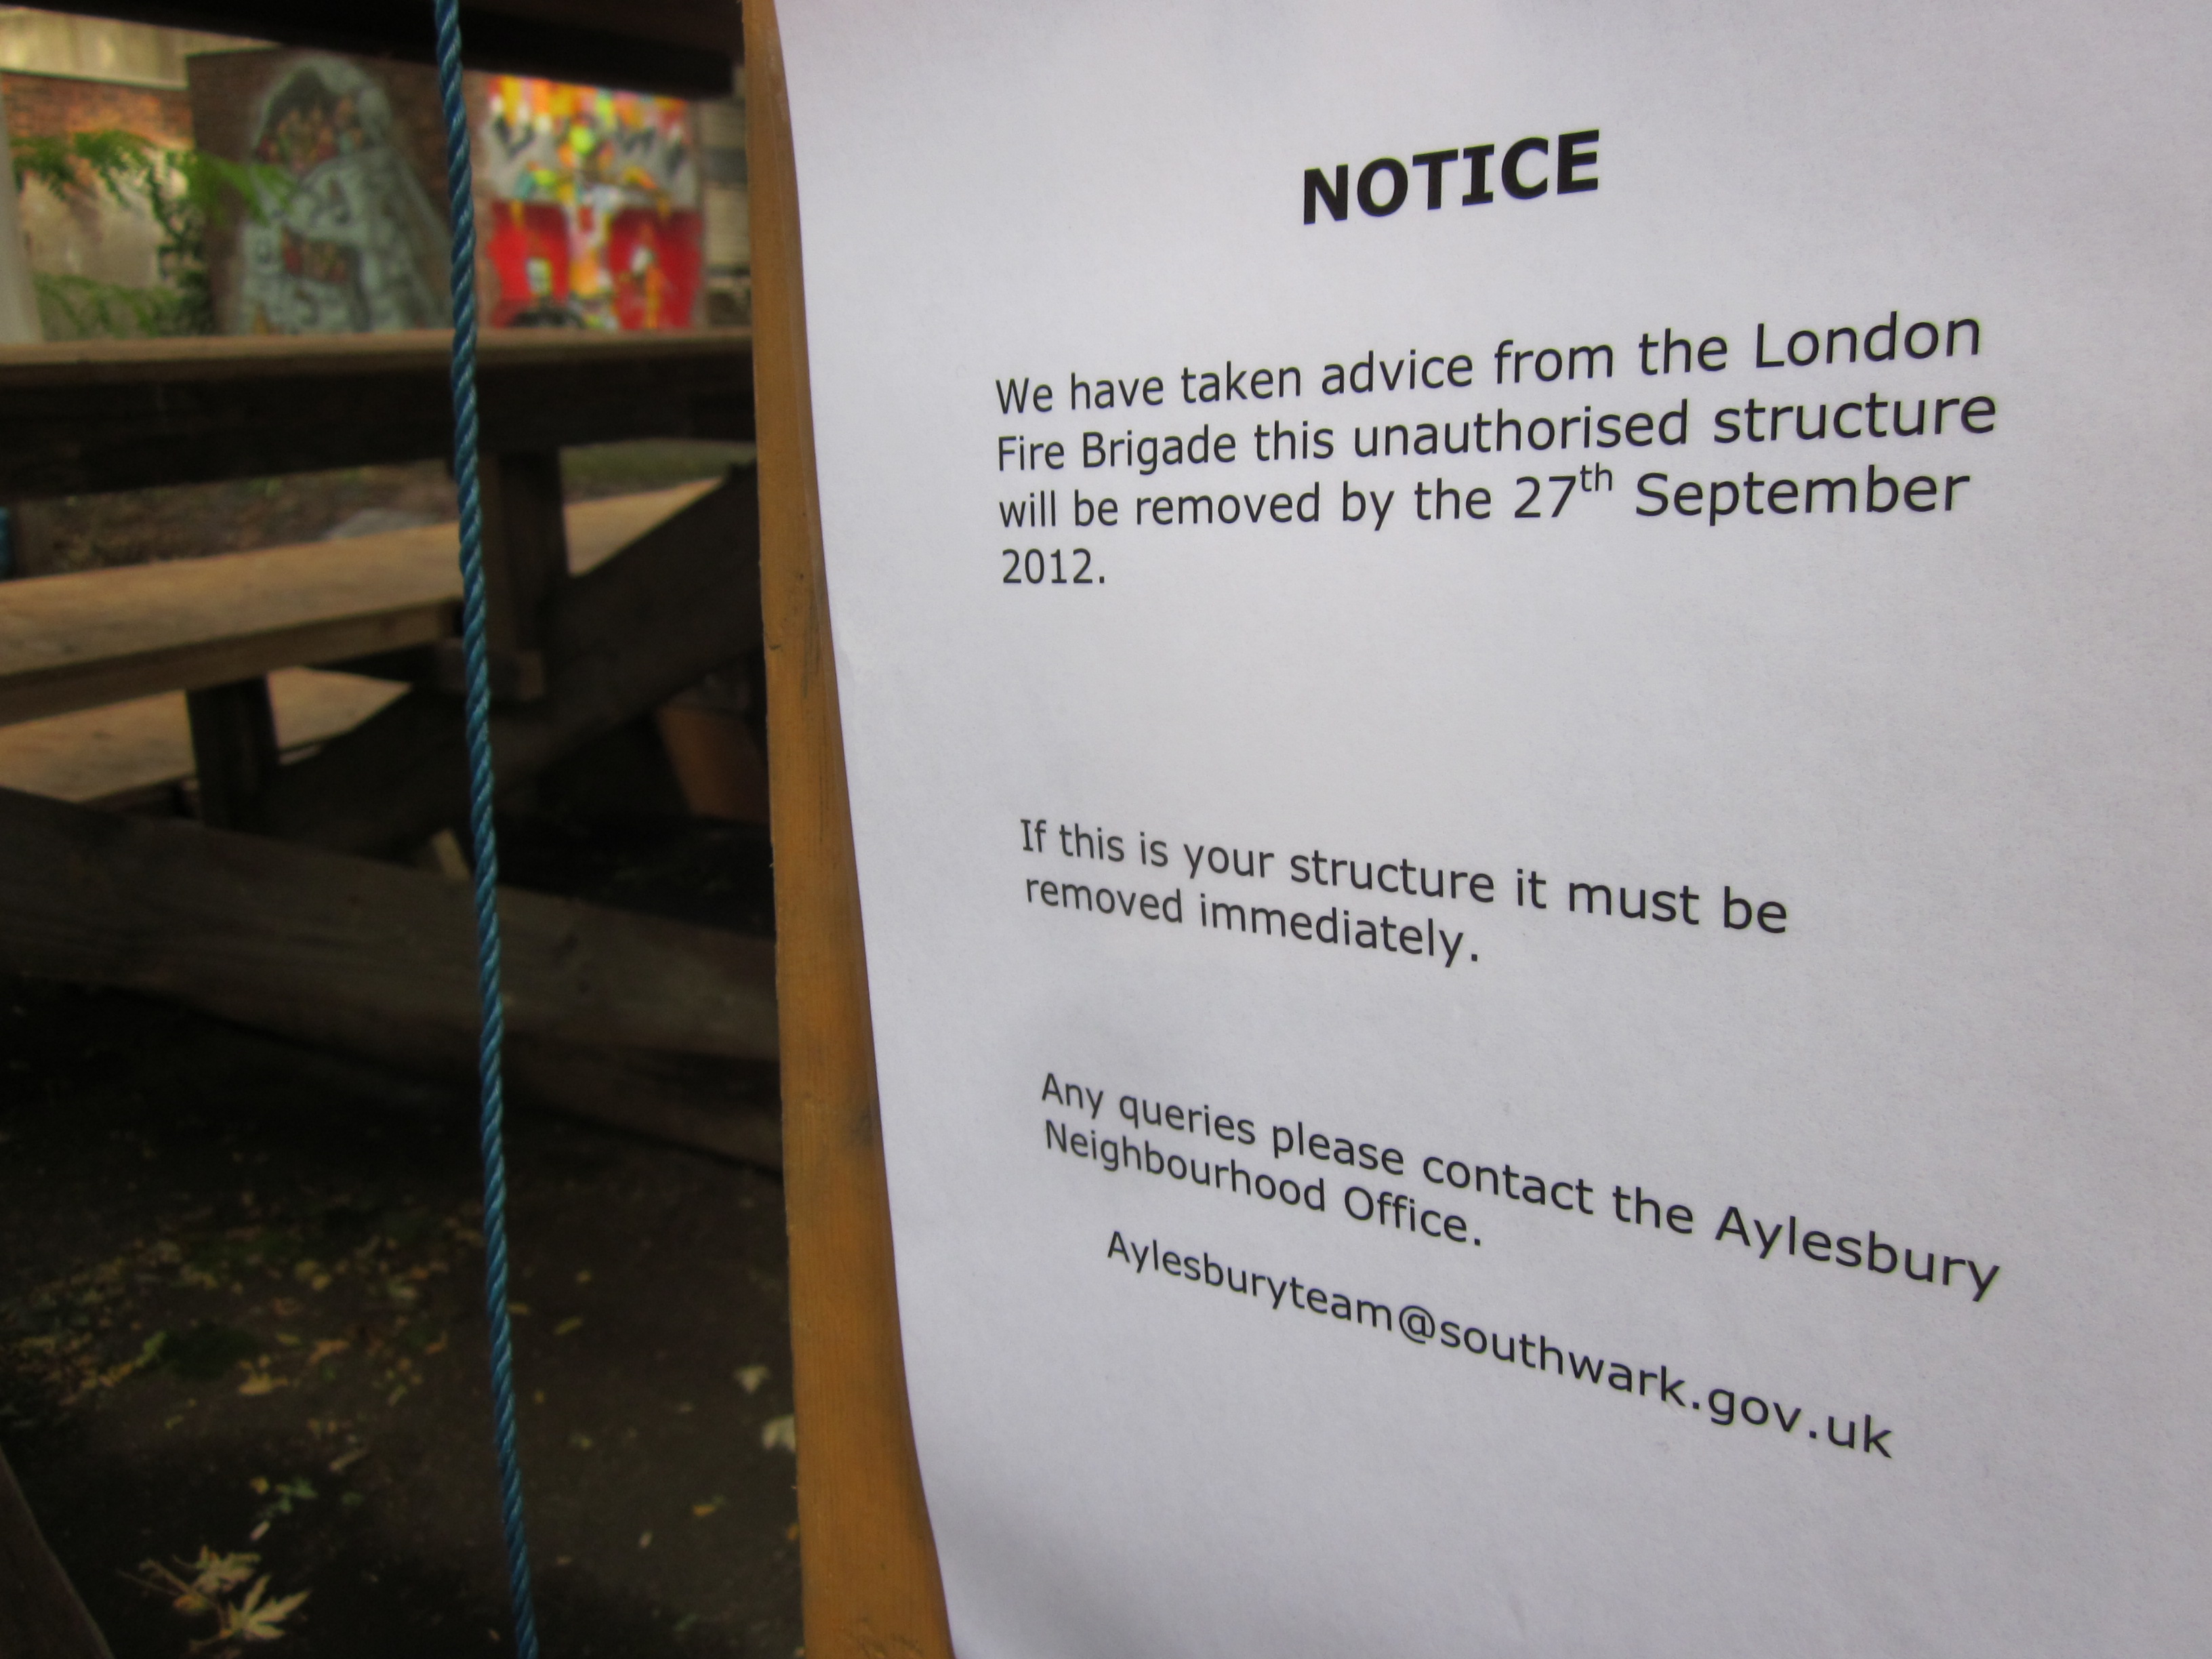 NOTICE
We have taken advice from the London
Fire Brigade this unauthorised structure
will be removed by the 27th September
2012.
If this is your structure it must be
removed immediately.
Any queries please contact the Aylesbury
Neighbourhood Office.
Aylesburyteam@southwark.gov.uk